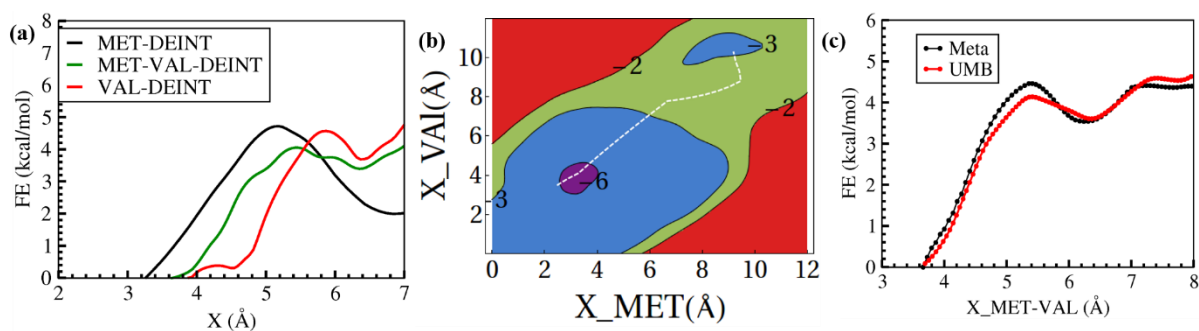 (a)
8
7
6
5
4
3
2
1
0
FE (kcal/mol)
MET-DEINT
MET-VAL-DEINT
VAL-DEINT
2 3 4 5 6 7
X (Å)
(b)
X_VAl(Å)
10
8
6
4
2
-3
-2
-2
-6
3
0 2 4 6 8 10 12
X_MET(Å)
(c)
6
5
4
3
2
1
0
FE (kcal/mol)
Meta
UMB
3 4 5 6 7 8
X_MET-VAL (Å)